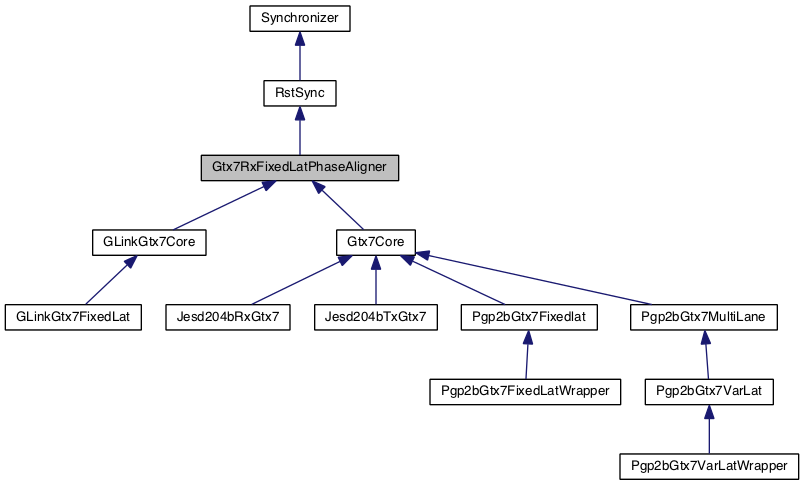 Synchronizer
RstSync
Gtx7RxFixedLatPhaseAligner
GLinkGtx7Core
Gtx7Core
GLinkGtx7FixedLat
Jesd204bRxGtx7
Jesd204bTxGtx7
Pgp2bGtx7Fixedlat
Pgp2bGtx7MultiLane
Pgp2bGtx7FixedLatWrapper
Pgp2bGtx7VarLat
Pgp2bGtx7VarLatWrapper